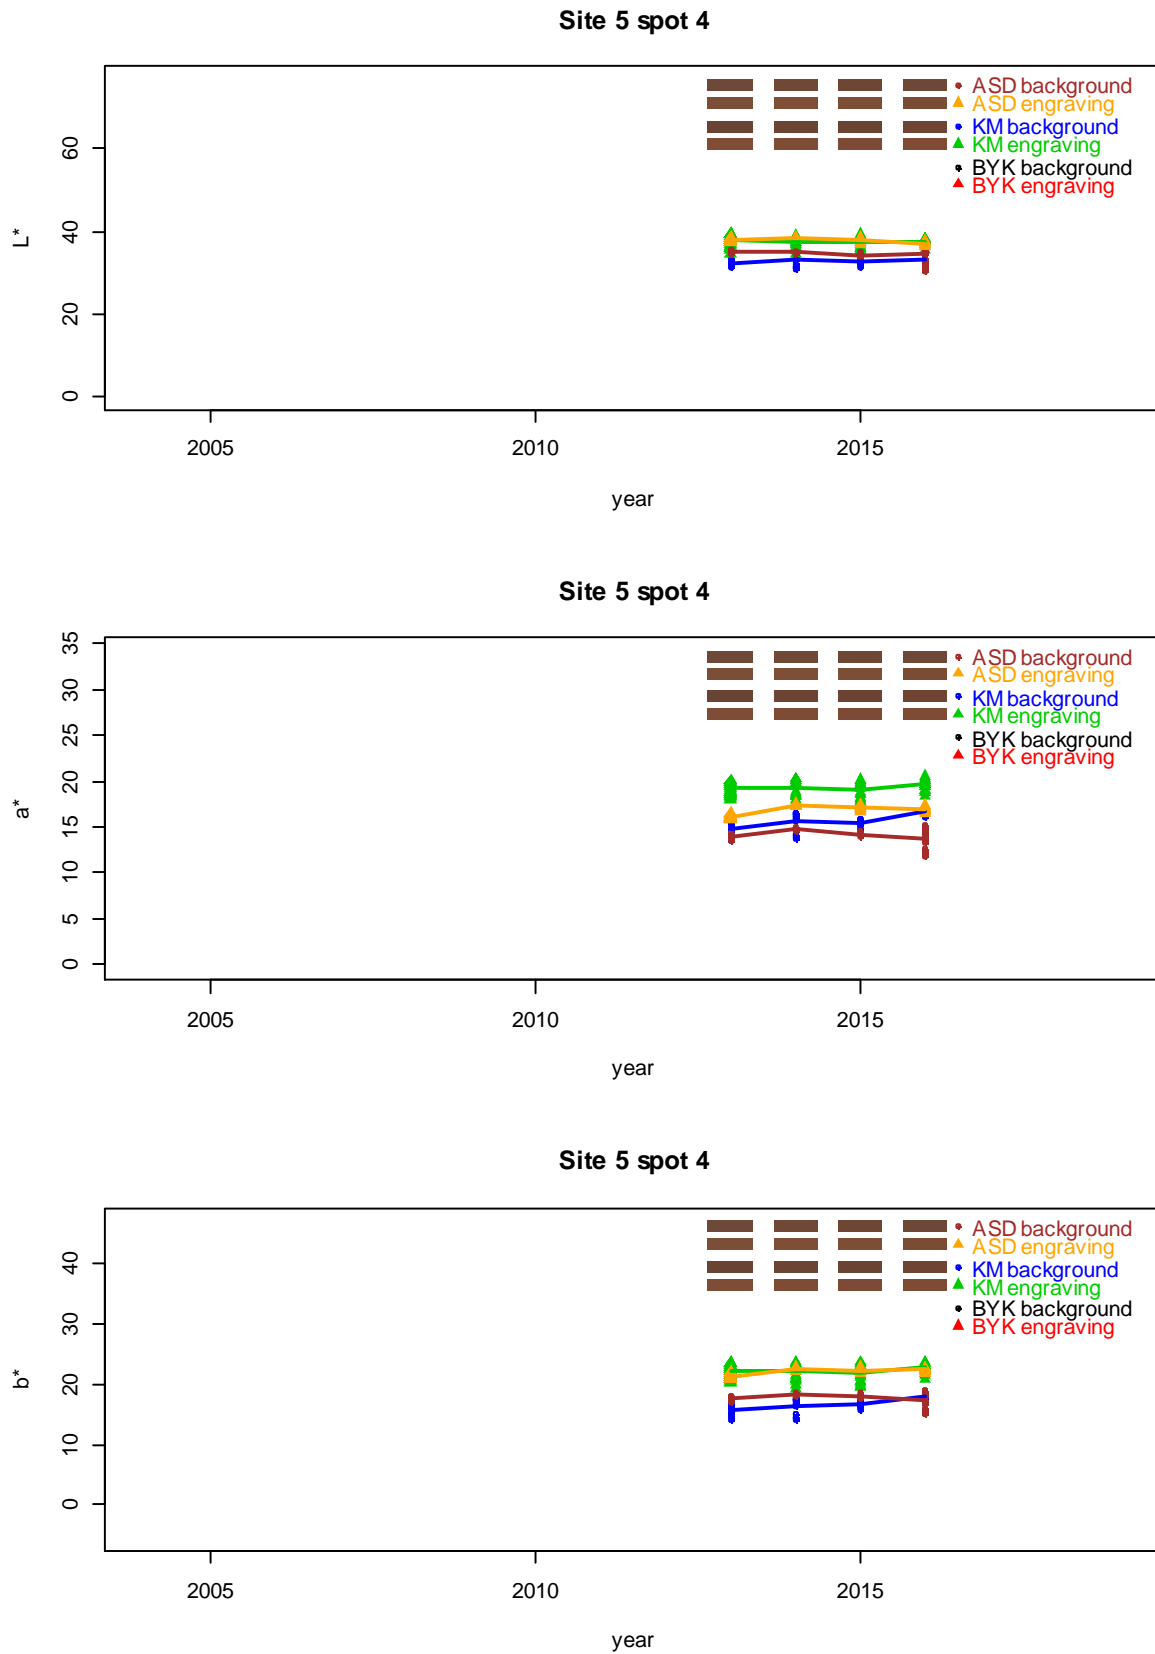 Site 5 spot 4
ASD background
ASD engraving
KM background
KM engraving
BYK background
BYK engraving
L*
60
40
20
0
2005 2010 2015
year
Site 5 spot 4
ASD background
ASD engraving
KM background
KM engraving
BYK background
BYK engraving
a*
35
30
25
20
15
10
5
0
2005 2010 2015
year
Site 5 spot 4
ASD background
ASD engraving
KM background
KM engraving
BYK background
BYK engraving
b*
40
30
20
10
0
2005 2010 2015
year